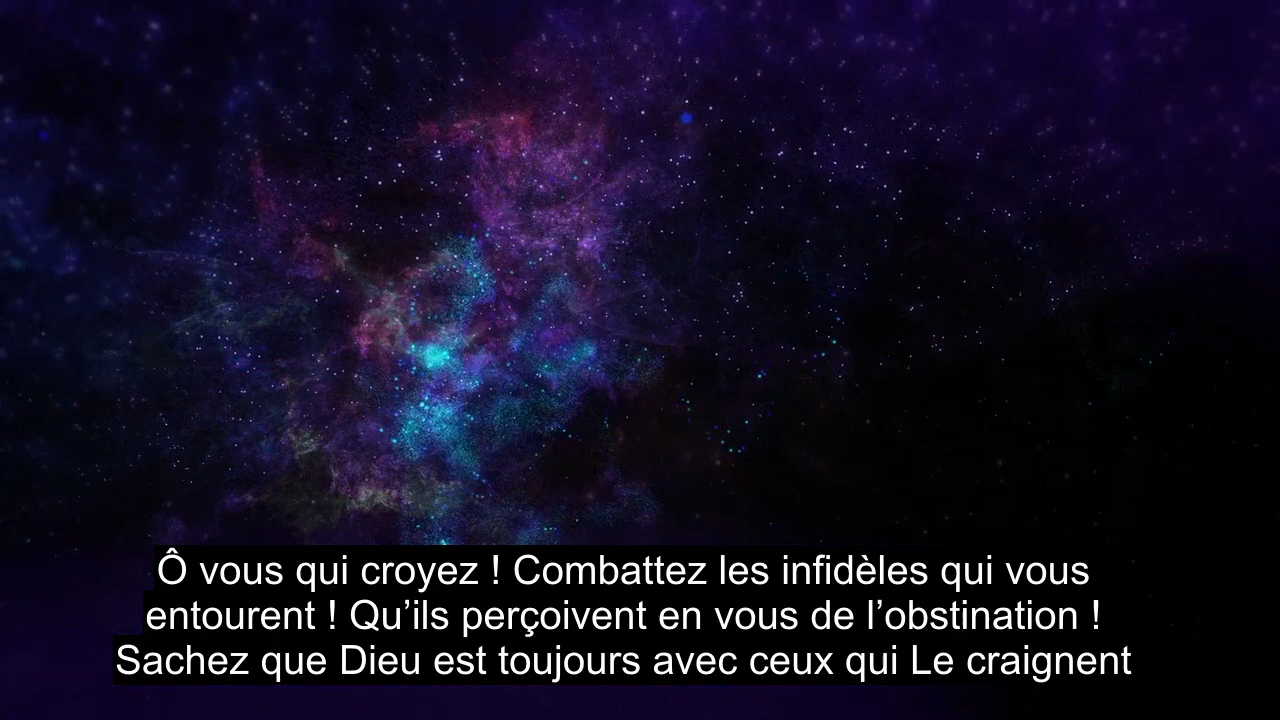 Ô vous qui croyez ! Combattez les infidèles qui vous
entourent ! Qu’ils perçoivent en vous de l’obstination !
Sachez que Dieu est toujours avec ceux qui Le craignent